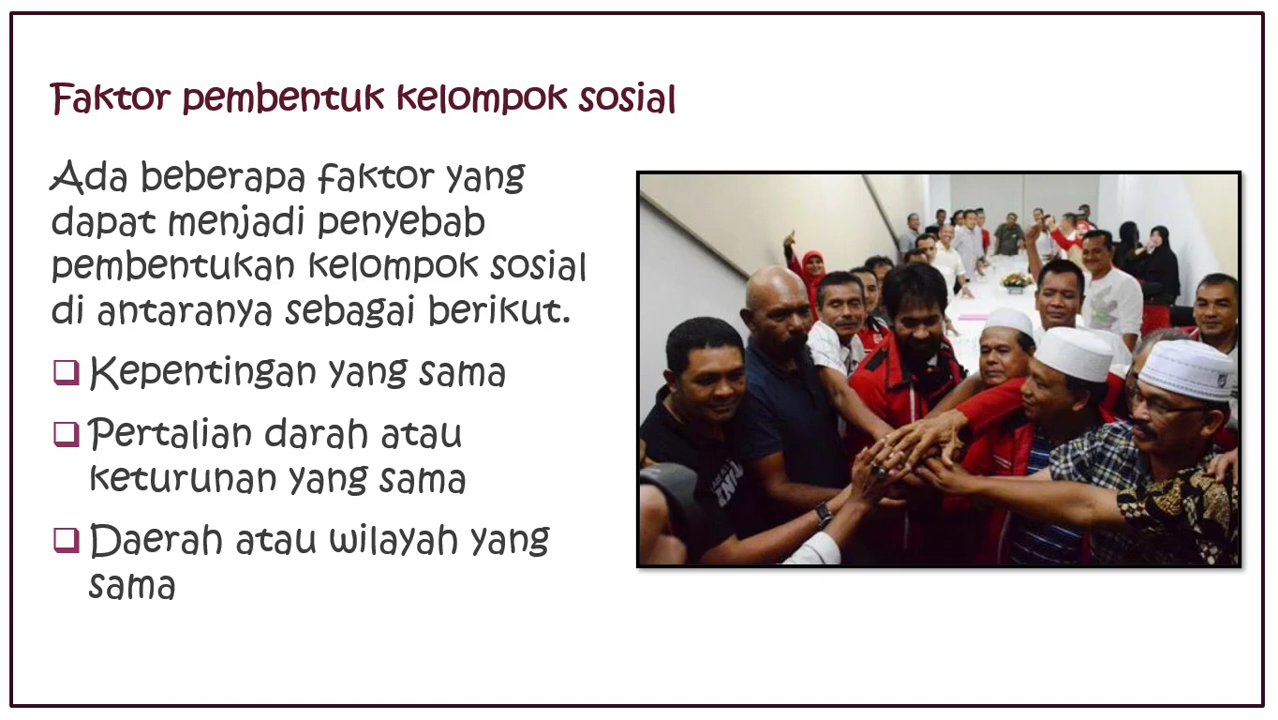 Faktor pembentuk kelompok sosial
Ada beberapa faktor yang
dapat menjadi penyebab
pembentukan kelompok sosial
di antaranya sebagai berikut.
Kepentingan yang sama
Pertalian darah atau
keturunan yang sama
Daerah atau wilayah yang
sama